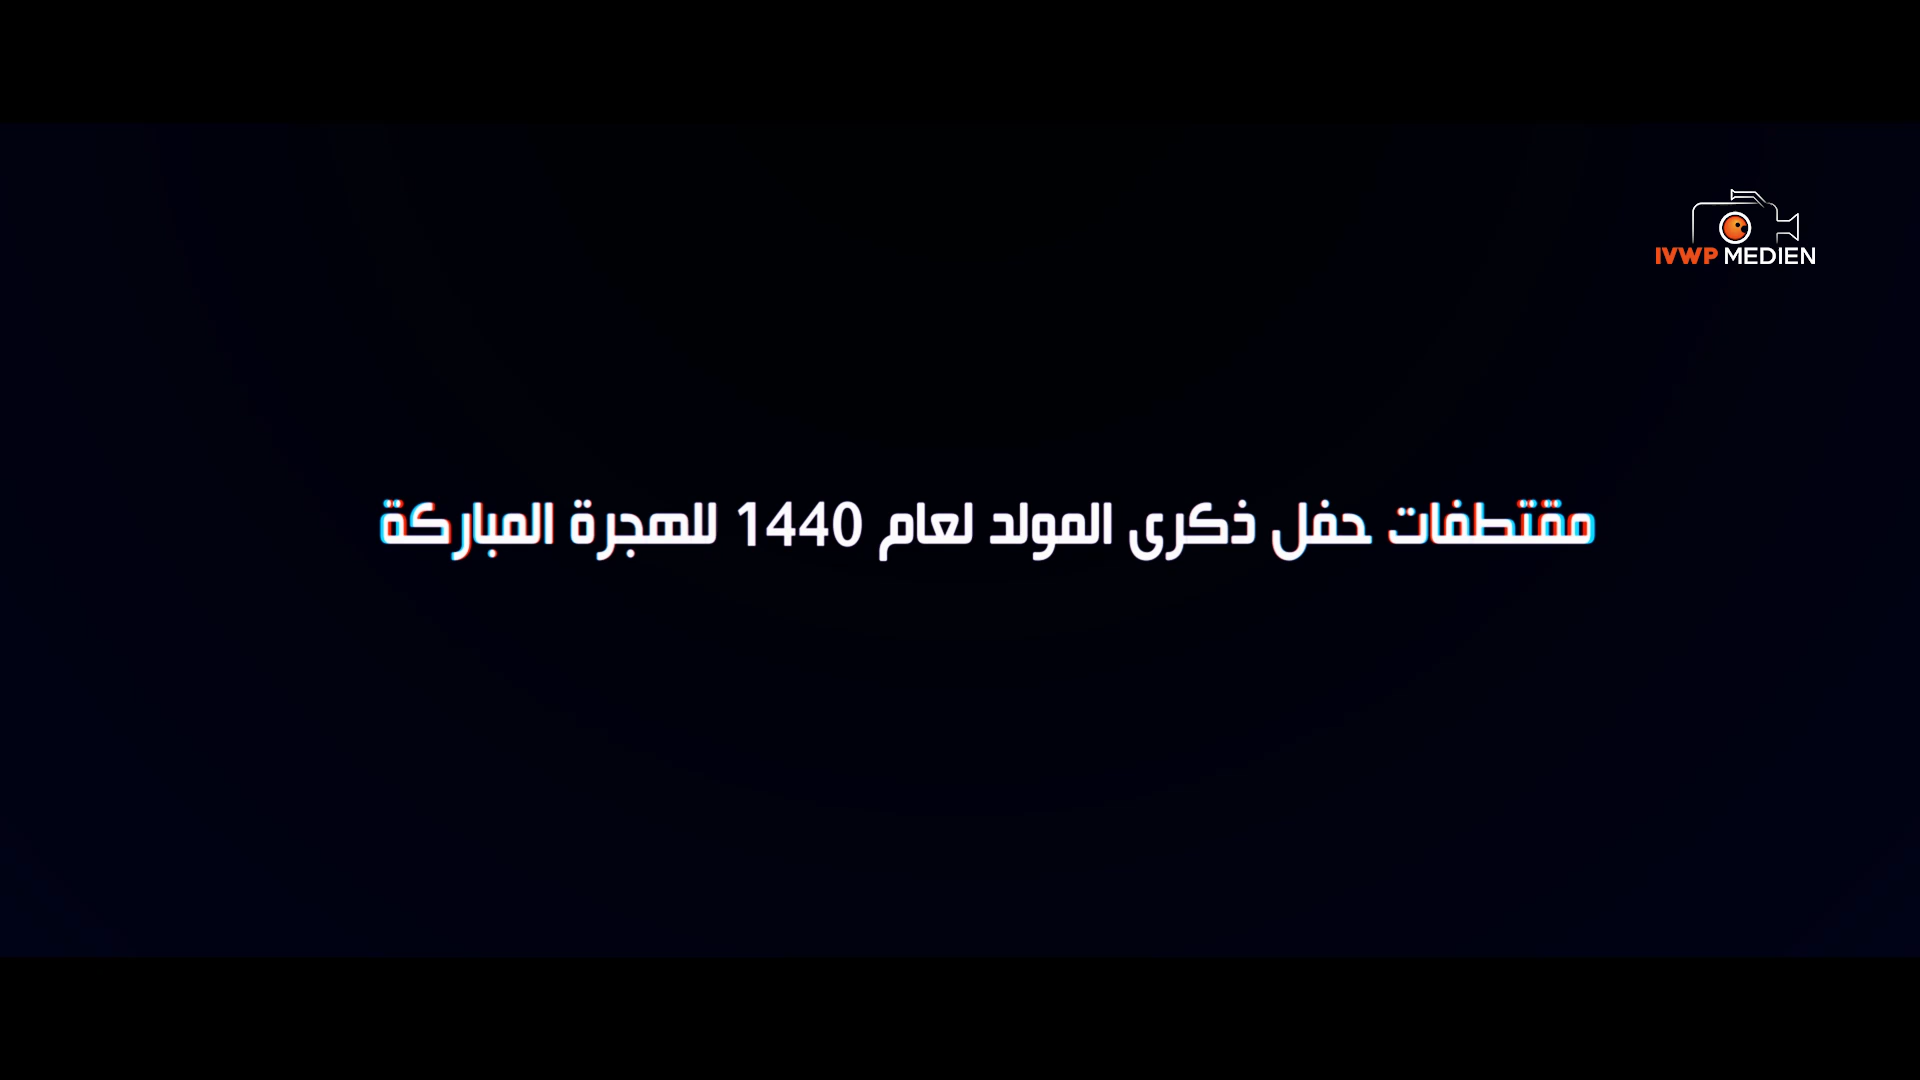 IVWP MEDIEN
مقتطفات حفل ذكرى المولد لعام 1440 للهجرة المباركة